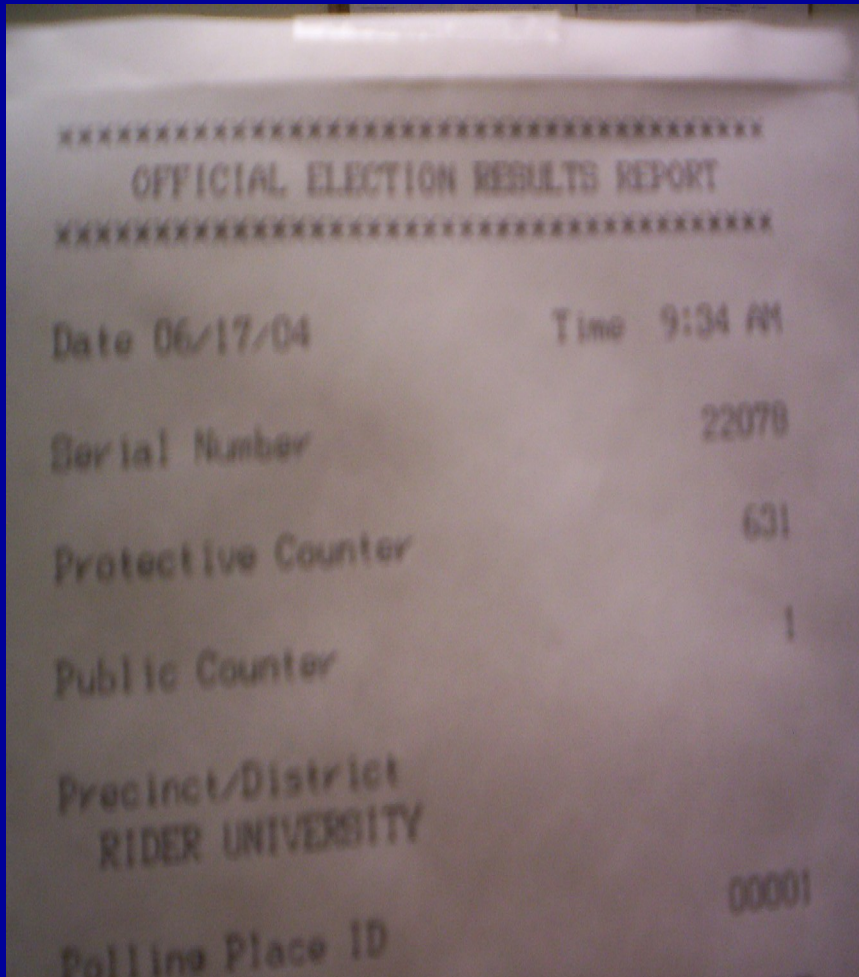 ****************************************
OFFICIAL ELECTION RESULTS REPORT
****************************************
Date 06/17/04 Time 9:34 AM
Serial Number 22078
Protective Counter 631
Public Counter 1
Precinct/District
RIDER UNIVERSITY
Polling Place ID 00001